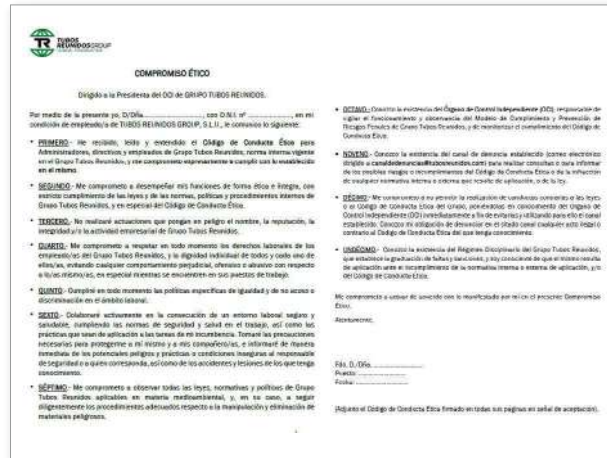 TUBOS
REUNIDOS GROUP
COMPROMISO ÉTICO
Dirigido a la Presidenta del OCI de GRUPO TUBOS REUNIDOS.
Por medio de la presente yo, D/Dña........................, con D.N.I. nº ................, en mi
condición de empleado/a de TUBOS REUNIDOS GROUP, S.L.U., le comunico lo siguiente:
• PRIMERO.- He recibido, leído y entendido el Código de Conducta Ético para
Administradores, directivos y empleados de Grupo Tubos Reunidos, norma interna vigente
en el Grupo Tubos Reunidos, y me comprometo expresamente a cumplir con lo establecido
en el mismo.
• SEGUNDO.- Me comprometo a desempeñar mis funciones de forma ética e íntegra, con
estricto cumplimiento de las leyes y de las normas, políticas y procedimientos internos de
Grupo Tubos Reunidos, y en especial del Código de Conducta Ético.
• TERCERO.- No realizaré actuaciones que pongan en peligro el nombre, la reputación, la
integridad y/o la actividad empresarial de Grupo Tubos Reunidos.
• CUARTO.- Me comprometo a respetar en todo momento los derechos laborales de los
empleado/as del Grupo Tubos Reunidos, y la dignidad individual de todos y cada uno de
ellos/as, evitando cualquier comportamiento perjudicial, ofensivo o abusivo con respecto
a lo/as mismo/as, en especial mientras se encuentren en sus puestos de trabajo.
• QUINTO.- Cumpliré en todo momento las políticas específicas de igualdad y de no acoso o
discriminación en el ámbito laboral.
• SEXTO.- Colaboraré activamente en la consecución de un entorno laboral seguro y
saludable, cumpliendo las normas de seguridad y salud en el trabajo, así como las
prácticas que sean de aplicación a las tareas de mi incumbencia. Tomaré las precauciones
necesarias para protegerme a mí mismo y a mis compañero/as, e informaré de manera
inmediata de los potenciales peligros y prácticas o condiciones inseguras al responsable
de seguridad o a quien corresponda, así como de los accidentes y lesiones de los que tenga
conocimiento.
• SÉPTIMO.- Me comprometo a observar todas las leyes, normativas y políticas de Grupo
Tubos Reunidos aplicables en materia medioambiental, y, en su caso, a seguir
diligentemente los procedimientos adecuados respecto a la manipulación y eliminación de
materiales peligrosos.
• OCTAVO.- Conozco la existencia del Órgano de Control Independiente (OCI), responsable de
vigilar el funcionamiento y observancia del Modelo de Cumplimiento y Prevención de
Riesgos Penales de Grupo Tubos Reunidos, y de monitorizar el cumplimiento del Código de
Conducta Ético.
• NOVENO.- Conozco la existencia del canal de denuncia establecido (correo electrónico
dirigido a canaldedenuncias@tubosreunidos.com) para realizar consultas o para informar
de los posibles riesgos o incumplimientos del Código de Conducta Ético o de la infracción
de cualquier normativa interna o externa que resulte de aplicación, o de la ley.
• DÉCIMO.- Me comprometo a no permitir la realización de conductas contrarias a las leyes
o al Código de Conducta Ético del Grupo, poniéndolas en conocimiento del Órgano de
Control Independiente (OCI) inmediatamente a fin de evitarlas y utilizando para ello el canal
establecido. Conozco mi obligación de denunciar en el citado canal cualquier acto ilegal o
contrario al Código de Conducta Ético del que tenga conocimiento.
• UNDÉCIMO.- Conozco la existencia del Régimen Disciplinario del Grupo Tubos Reunidos,
que establece la graduación de faltas y sanciones, y soy consciente de que el mismo resulta
de aplicación ante el incumplimiento de la normativa interna o externa de aplicación, y/o
del Código de Conducta Ético.
Me comprometo a actuar de acuerdo con lo manifestado por mí en el presente Compromiso
Ético.
Atentamente,
Fdo. D./Dña. ........................
Puesto: ........................
Fecha: ........................
(Adjunto el Código de Conducta Ética firmado en todas sus páginas en señal de aceptación).